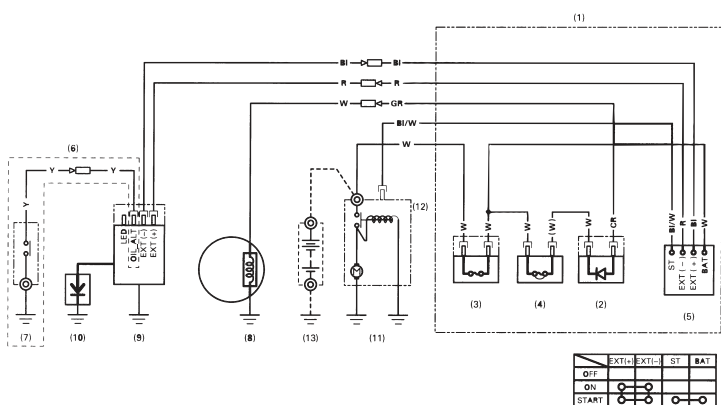 (1)
Bl Bl
R R
W GR
Bl/W
W
(6)
Y Y
Y
(12)
LED
OIL ALT
EXT (-)
EXT (+)
W
W
W
(W)
W
GR
Bl/W
R
Bl
W
ST
EXT (-)
EXT (+)
BAT
M
(7) (10) (9) (8) (13) (11) (3) (4) (2) (5)
EXT(+) EXT(-) ST BAT
OFF
ON
START